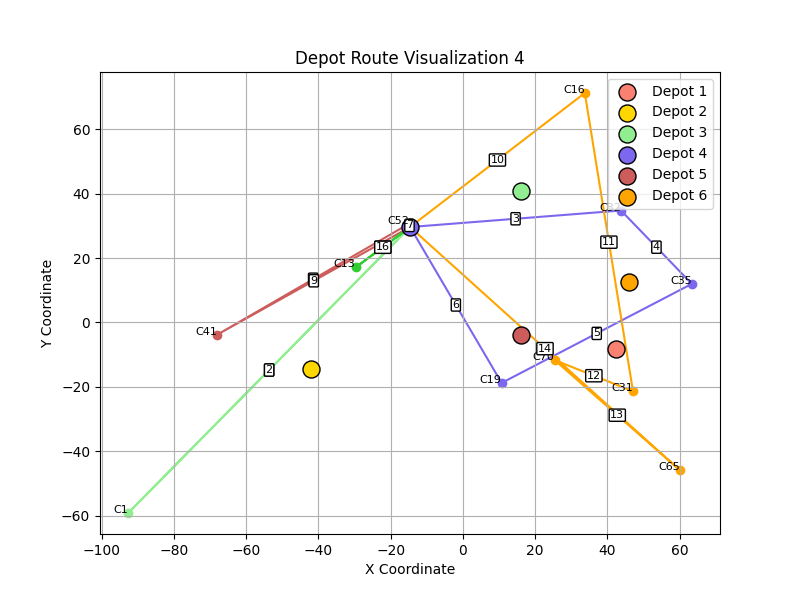 Depot Route Visualization 4
Y Coordinate
X Coordinate
60
40
20
0
−20
−40
−60
−100
−80
−60
−40
−20
0
20
40
60
Depot 1
Depot 2
Depot 3
Depot 4
Depot 5
Depot 6
C16
10
C52
7
3
11
4
16
C13
9
C35
6
C41
5
14
2
12
C19
C31
13
C65
C1